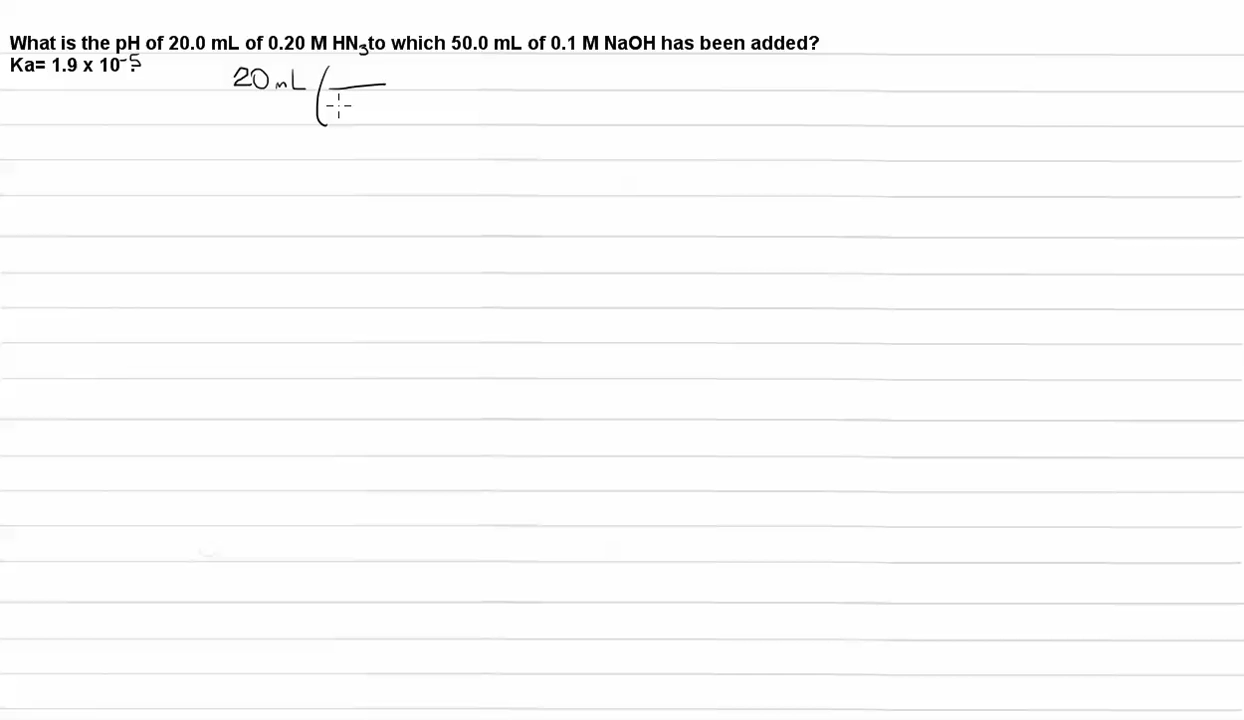 What is the pH of 20.0 mL of 0.20 M HN₃ to which 50.0 mL of 0.1 M NaOH has been added?
Ka= 1.9 x 10⁻⁵
20 mL (